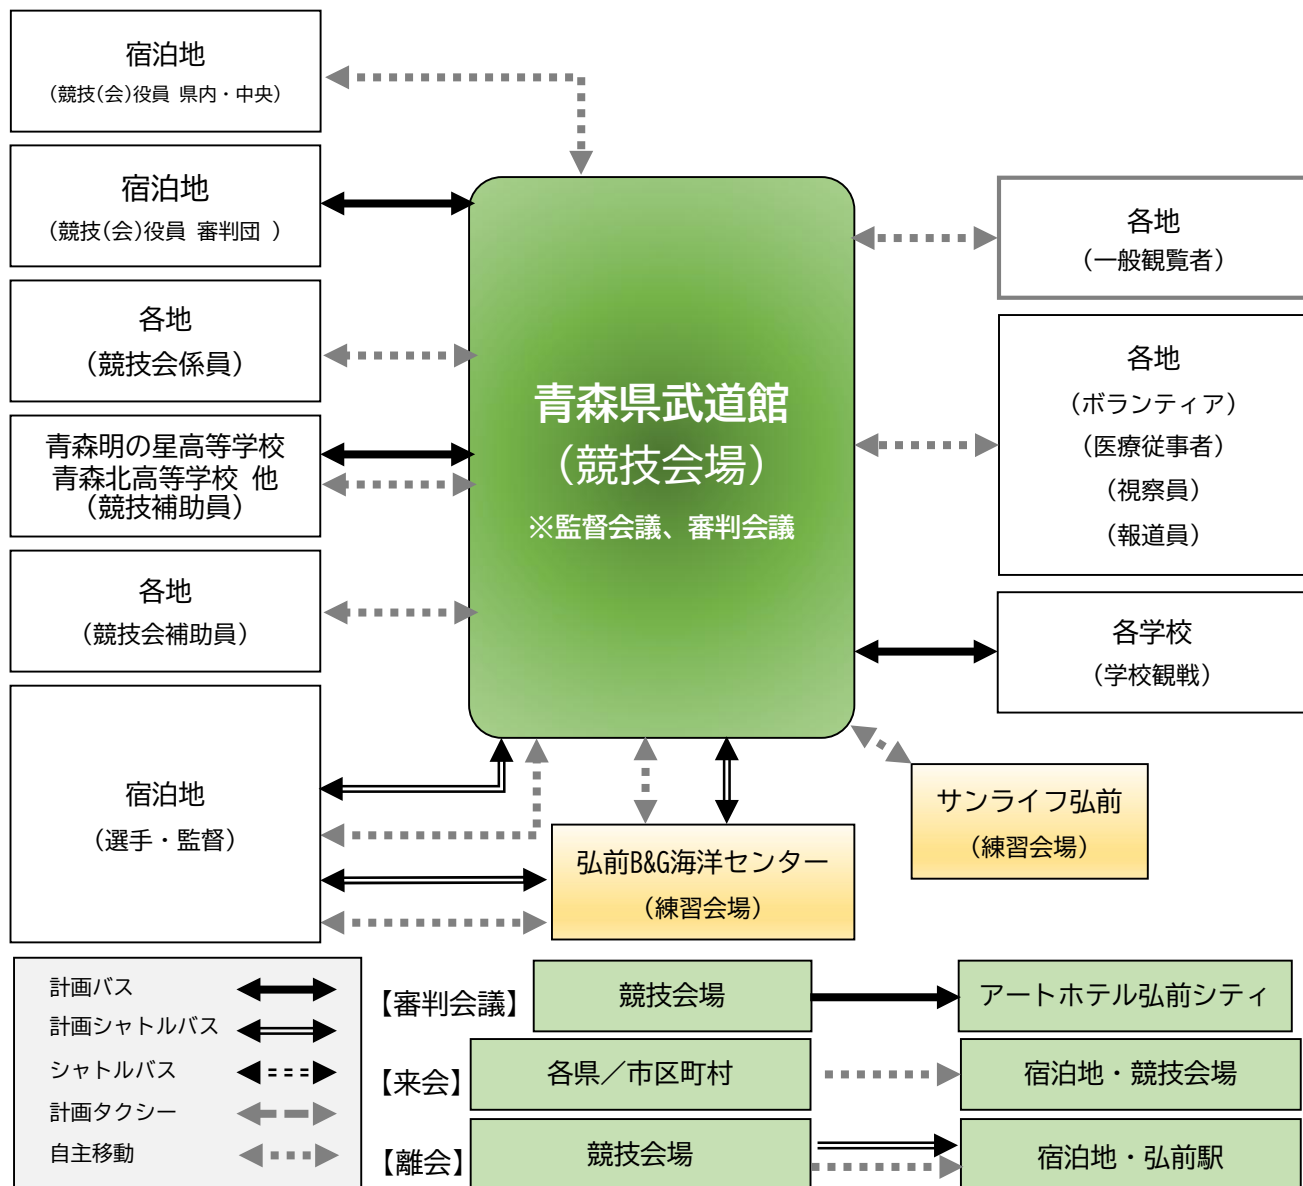 宿泊地
(競技(会)役員 県内・中央)
宿泊地
(競技(会)役員 審判団 )
各地
(競技会係員)
青森明の星高等学校
青森北高等学校 他
(競技補助員)
各地
(競技会補助員)
宿泊地
(選手・監督)
青森県武道館
(競技会場)
※監督会議、審判会議
各地
(一般観覧者)
各地
(ボランティア)
(医療従事者)
(視察員)
(報道員)
各学校
(学校観戦)
サンライフ弘前
(練習会場)
弘前B&G海洋センター
(練習会場)
計画バス
計画シャトルバス
シャトルバス
計画タクシー
自主移動
【審判会議】 競技会場 アートホテル弘前シティ
【来会】 各県／市区町村 宿泊地・競技会場
【離会】 競技会場 宿泊地・弘前駅